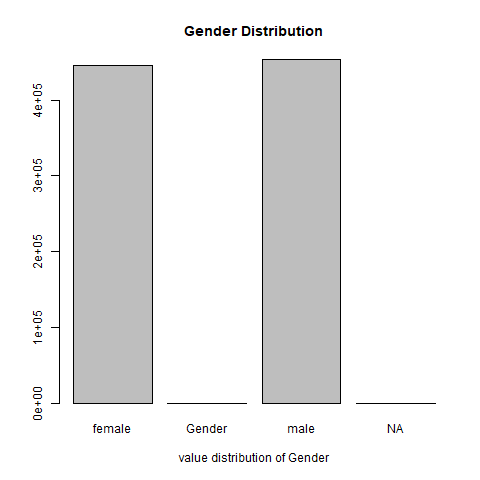 Gender Distribution
4e+05
3e+05
2e+05
1e+05
0e+00
female Gender male NA
value distribution of Gender